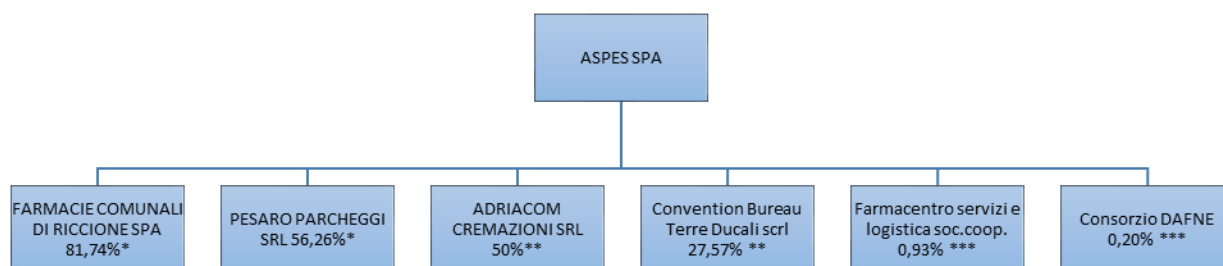 ASPES SPA
FARMACIE COMUNALI
DI RICCIONE SPA
81,74%*
PESARO PARCHEGGI
SRL 56,26%*
ADRIACOM
CREMAZIONI SRL
50%**
Convention Bureau
Terre Ducali scrl
27,57% **
Farmacentro servizi e
logistica soc.coop.
0,93% ***
Consorzio DAFNE
0,20% ***